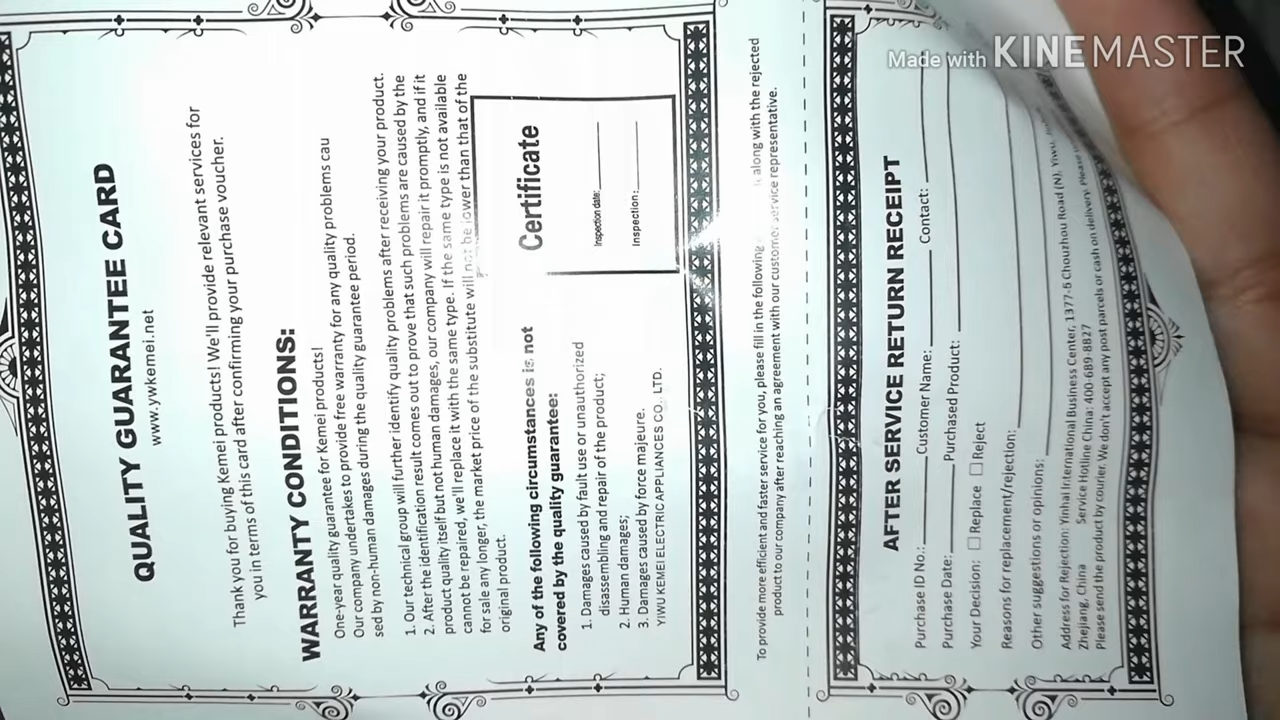 Made with KINEMASTER
QUALITY GUARANTEE CARD
www.ywkemei.net
Thank you for buying Kemei products! We'll provide relevant services for
you in terms of this card after confirming your purchase voucher.
WARRANTY CONDITIONS:
One-year quality guarantee for Kemei products!
Our company undertakes to provide free warranty for any quality problems cau
sed by non-human damages during the quality guarantee period.
1. Our technical group will further identify quality problems after receiving your product.
2. After the identification result comes out to prove that such problems are caused by the
product quality itself but not human damages, our company will repair it promptly, and if it
cannot be repaired, we'll replace it with the same type. If the same type is not available
for sale any longer, the market price of the substitute will not be lower than that of the
original product.
Any of the following circumstances is not
covered by the quality guarantee:
1. Damages caused by fault use or unauthorized
disassembling and repair of the product;
2. Human damages;
3. Damages caused by force majeure.
YIWU KEMEI ELECTRIC APPLIANCES CO., LTD.
Certificate
Inspection date:
Inspection:
To provide more efficient and faster service for you, please fill in the following along with the rejected
product to our company after reaching an agreement with our customer service representative.
AFTER SERVICE RETURN RECEIPT
Purchase ID No.: Customer Name: Contact:
Purchase Date: Purchased Product:
Your Decision: □ Replace □ Reject
Reasons for replacement/rejection:
Other suggestions or opinions:
Address for Rejection: Yinhai International Business Center, 1377-6 Chouzhou Road (N), Yiwu,
Zhejiang, China Service Hotline China: 400-689-8827
Please send the product by courier. We don't accept any post parcels or cash on delivery. Please